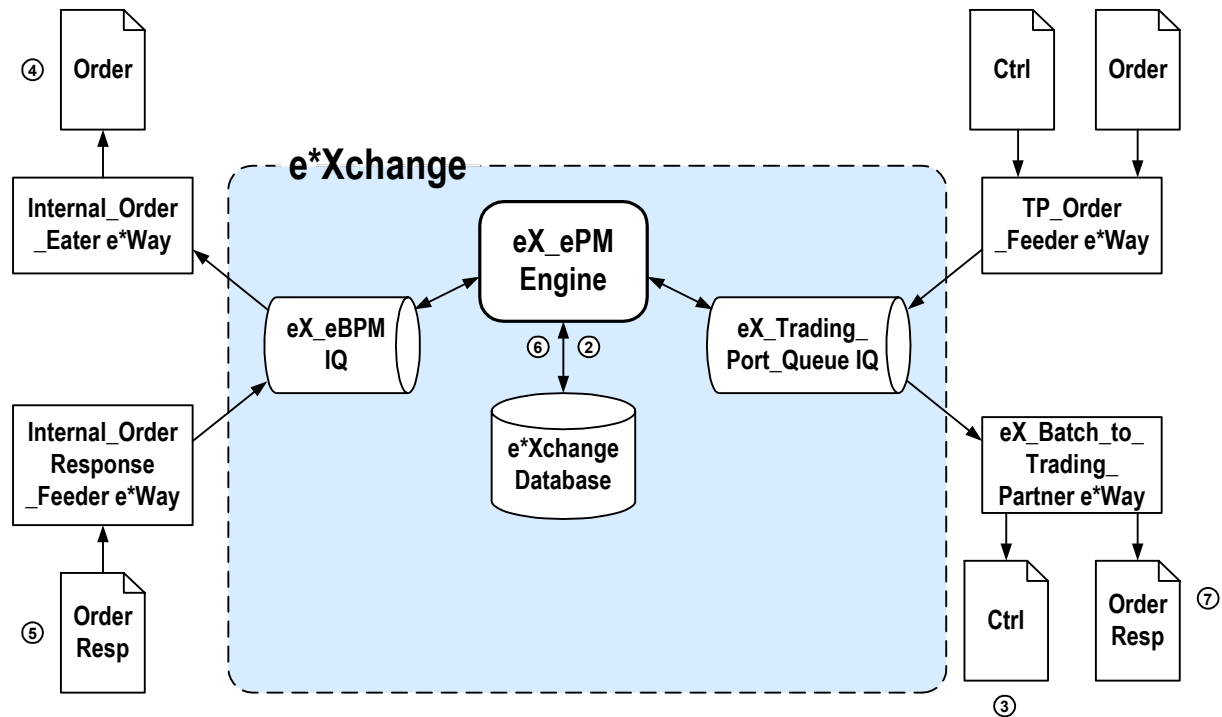 ④
Order
Ctrl
Order
e*Xchange
Internal_Order
_Eater e*Way
eX_ePM
Engine
TP_Order
_Feeder e*Way
eX_eBPM
IQ
eX_Trading_
Port_Queue IQ
⑥
②
Internal_Order
Response
_Feeder e*Way
e*Xchange
Database
eX_Batch_to_
Trading_
Partner e*Way
⑤
Order
Resp
Ctrl
Order
Resp
⑦
③